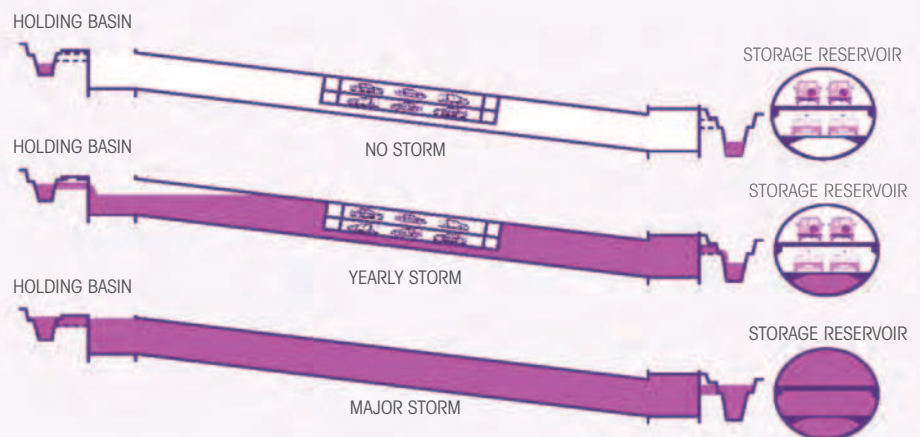 HOLDING BASIN
STORAGE RESERVOIR
NO STORM
HOLDING BASIN
STORAGE RESERVOIR
YEARLY STORM
HOLDING BASIN
STORAGE RESERVOIR
MAJOR STORM